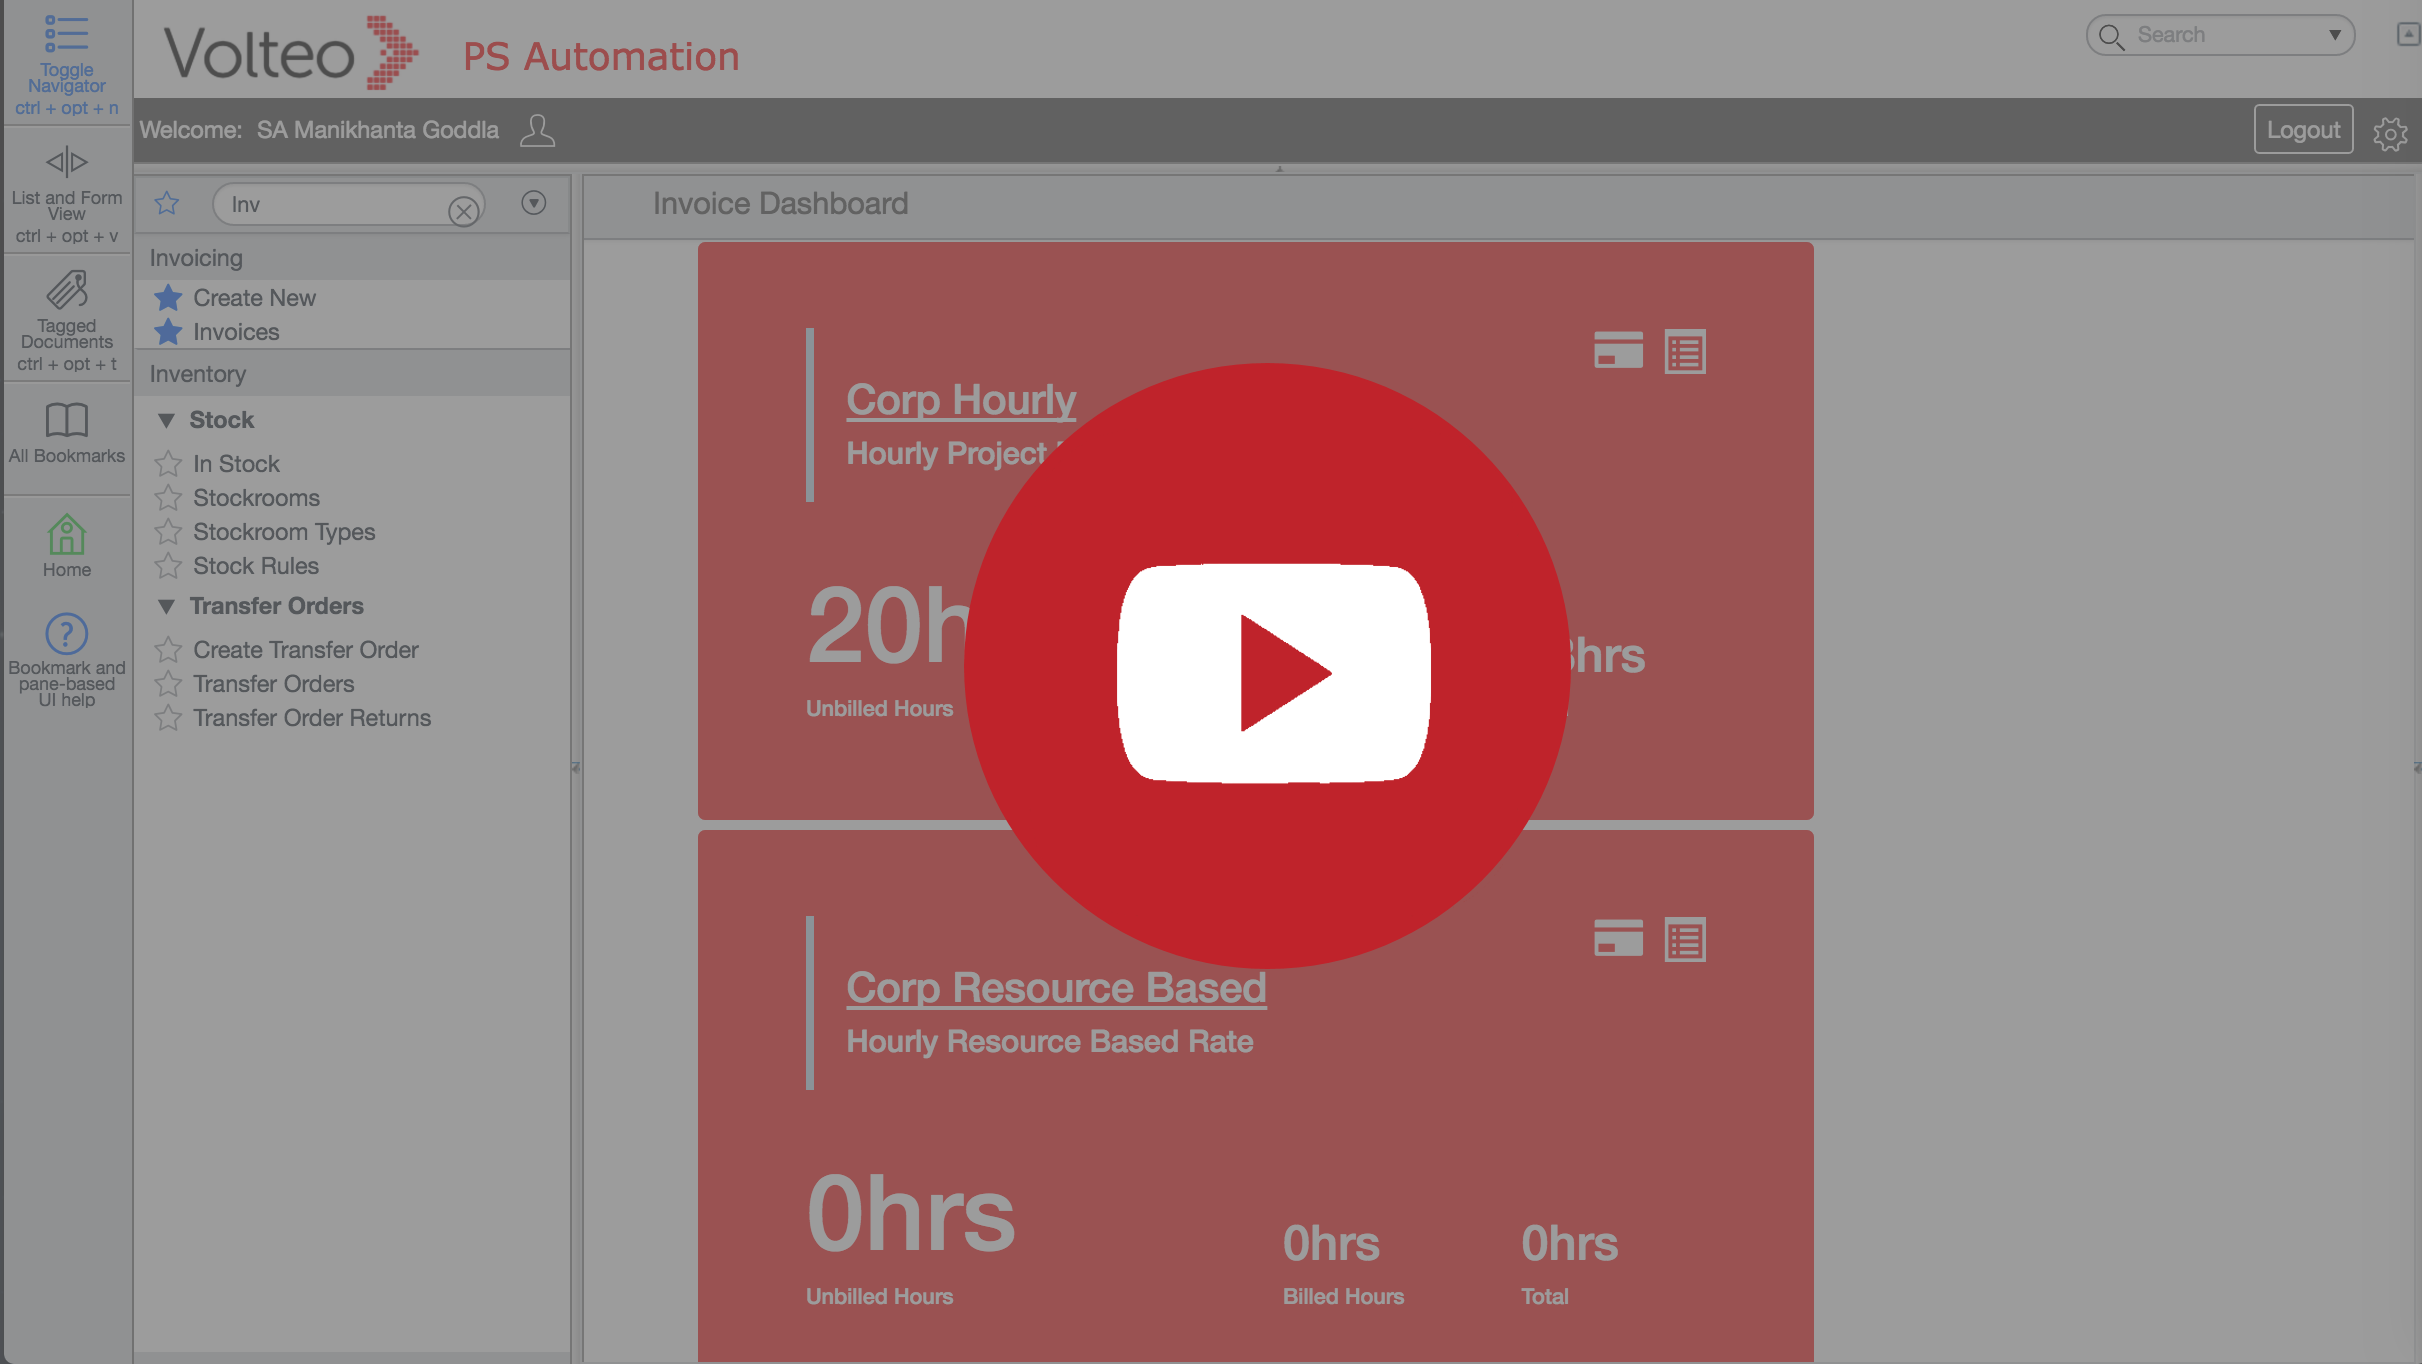 Toggle
Navigator
ctrl + opt + n
List and Form
View
ctrl + opt + v
Tagged
Documents
ctrl + opt + t
All Bookmarks
Home
?
Bookmark and
pane-based
UI help
Volteo
PS Automation
Search
Welcome: SA Manikhanta Goddla
Logout
Inv
Invoicing
Create New
Invoices
Inventory
Stock
In Stock
Stockrooms
Stockroom Types
Stock Rules
Transfer Orders
Create Transfer Order
Transfer Orders
Transfer Order Returns
Invoice Dashboard
Corp Hourly
Hourly Project
20h
hrs
Unbilled Hours
Corp Resource Based
Hourly Resource Based Rate
0hrs
Unbilled Hours
0hrs
Billed Hours
0hrs
Total